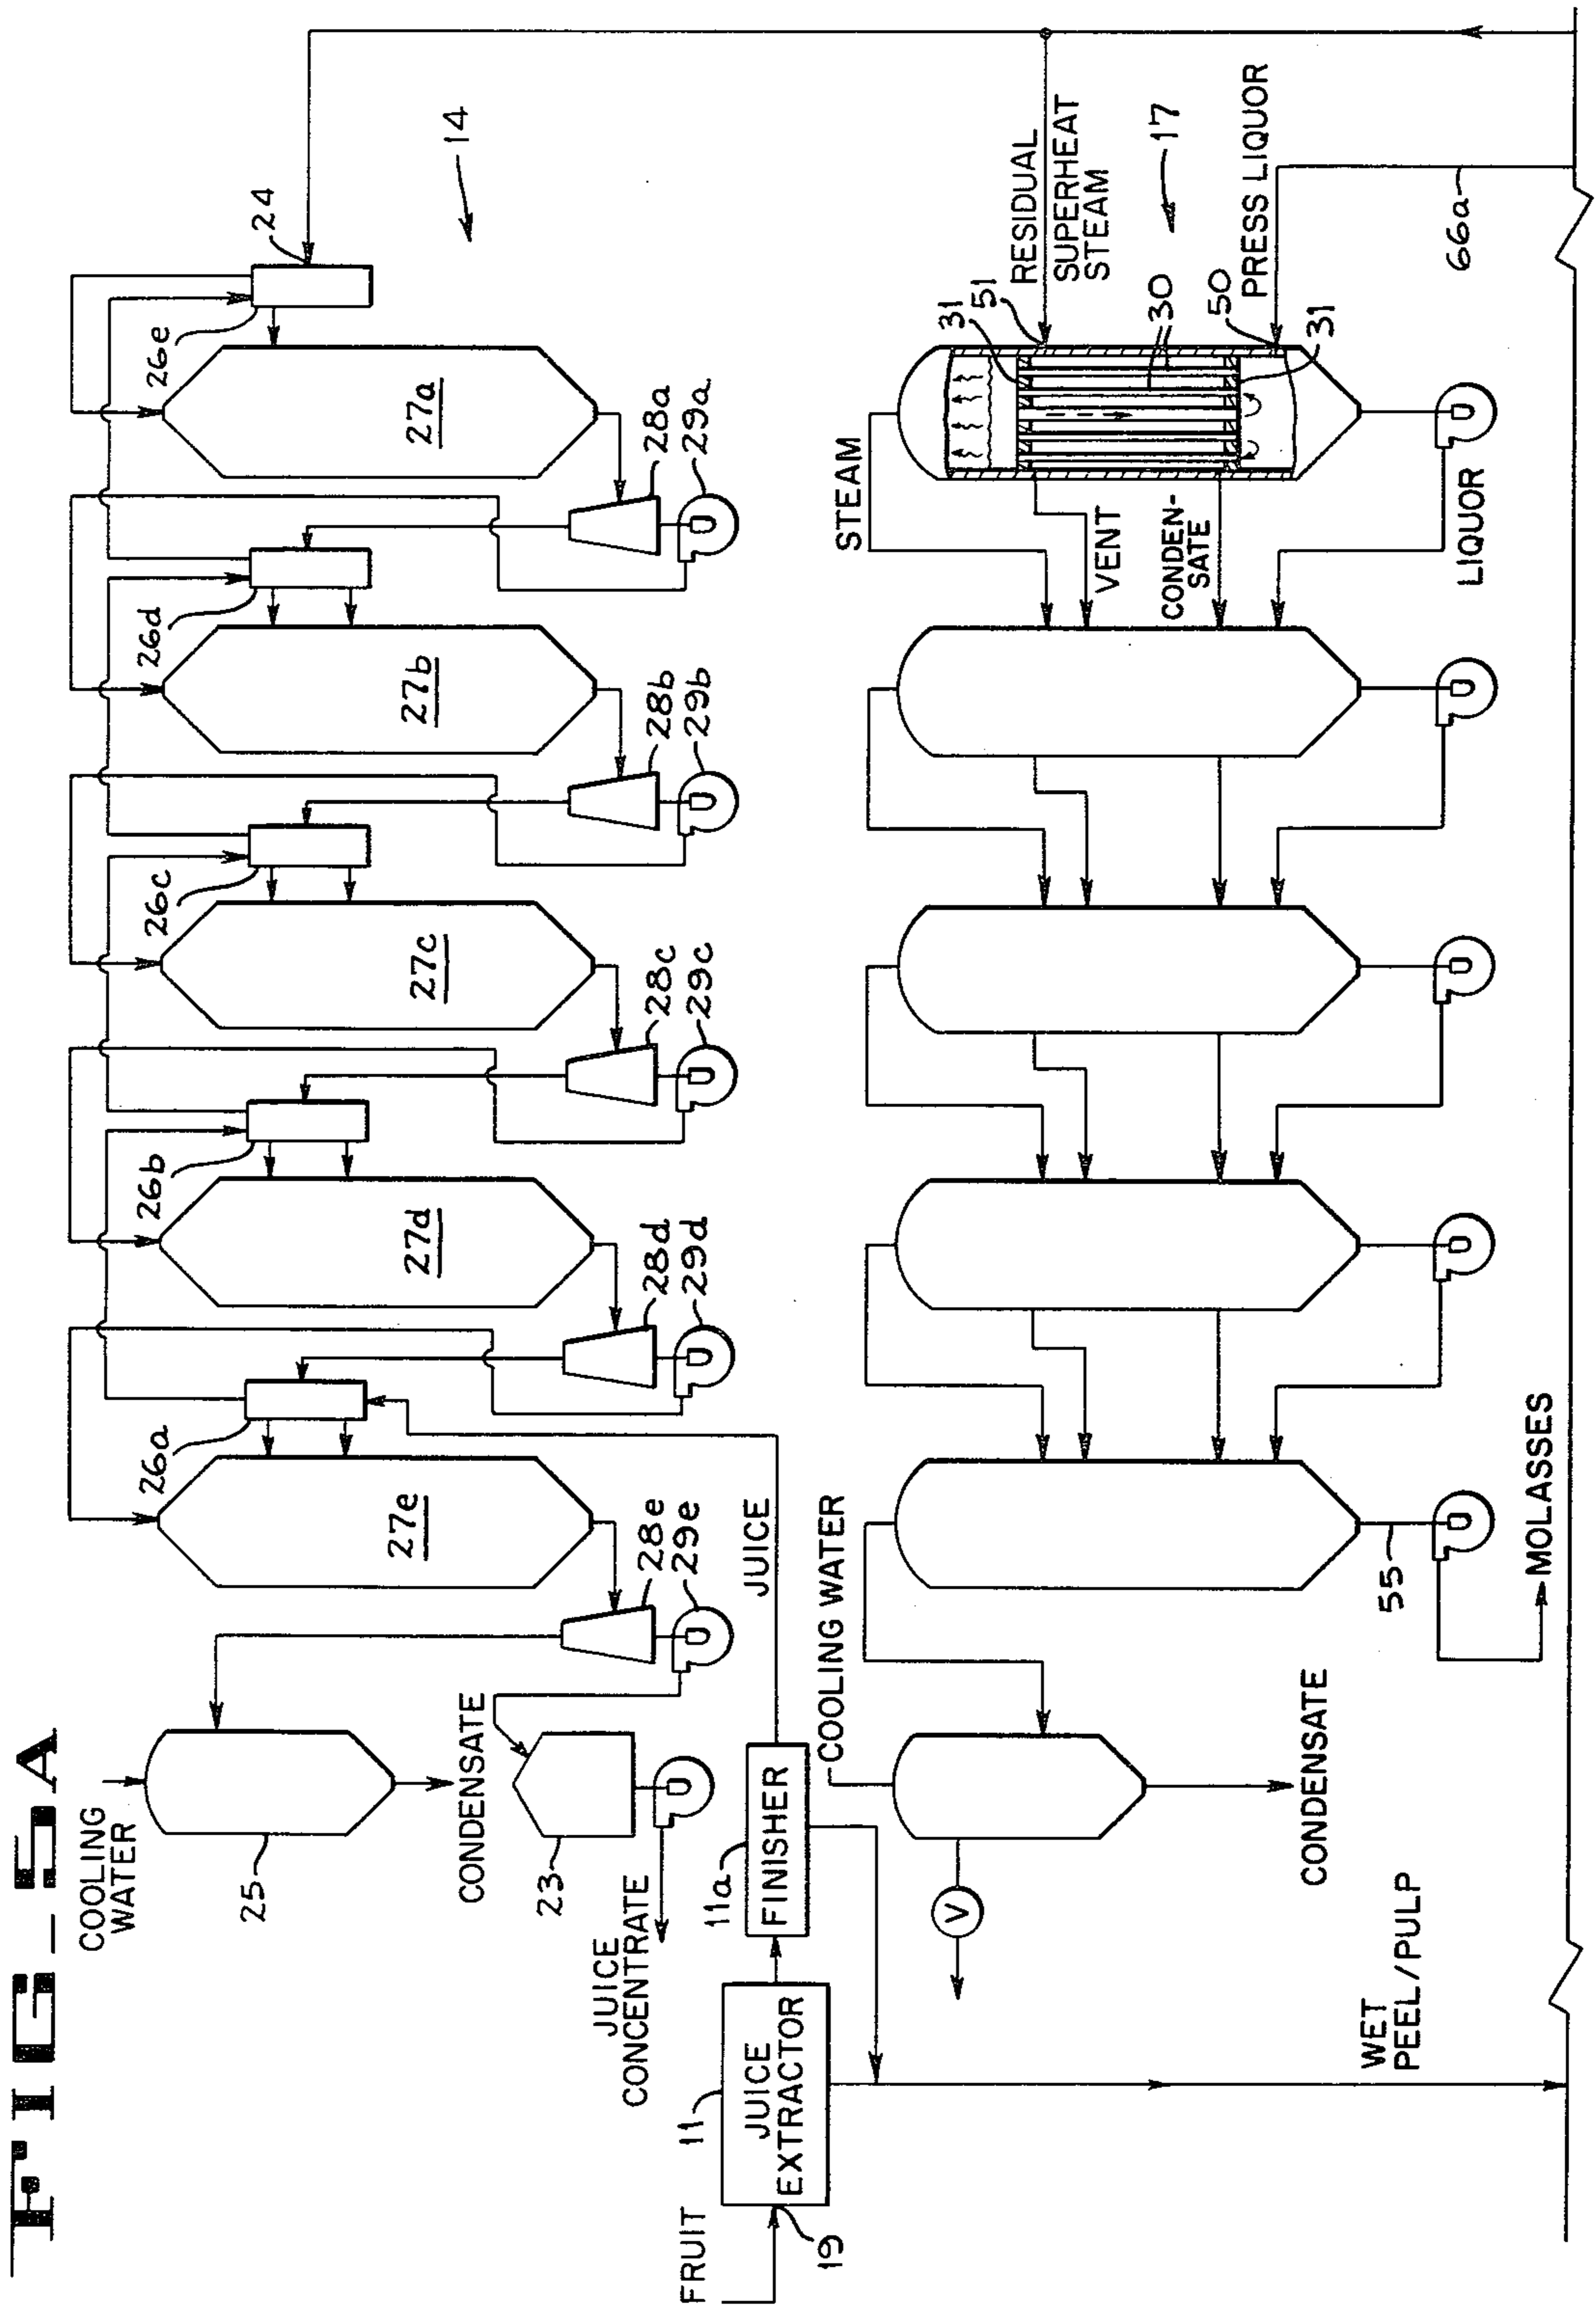 FIG_5A
COOLING
WATER
25
CONDENSATE
23
JUICE
CONCENTRATE
26a
27e
28e
29e
26b
27d
28d
29d
26c
27c
28c
29c
26d
27b
28b
29b
26e
27a
28a
29a
24
14
FRUIT
19
11
JUICE
EXTRACTOR
11a
FINISHER
JUICE
COOLING WATER
V
CONDENSATE
WET
PEEL/PULP
55
MOLASSES
STEAM
VENT
CONDEN-
SATE
LIQUOR
31
51
30
50
31
RESIDUAL
SUPERHEAT
STEAM
17
PRESS LIQUOR
66a